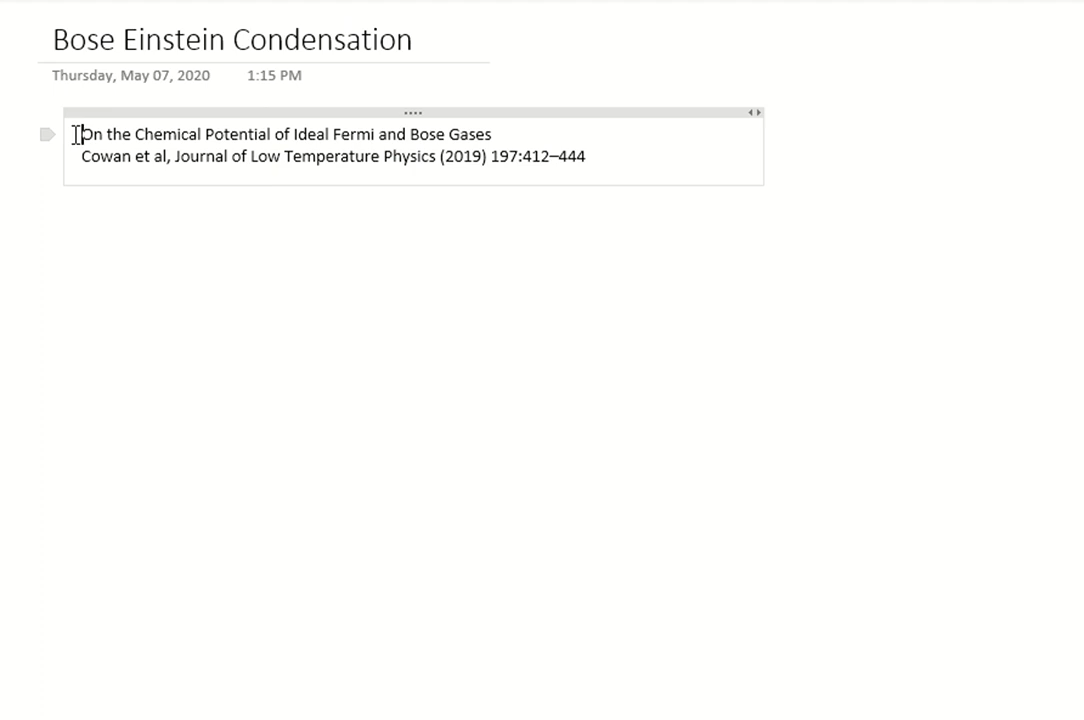 Bose Einstein Condensation
Thursday, May 07, 2020 1:15 PM
On the Chemical Potential of Ideal Fermi and Bose Gases
Cowan et al, Journal of Low Temperature Physics (2019) 197:412–444